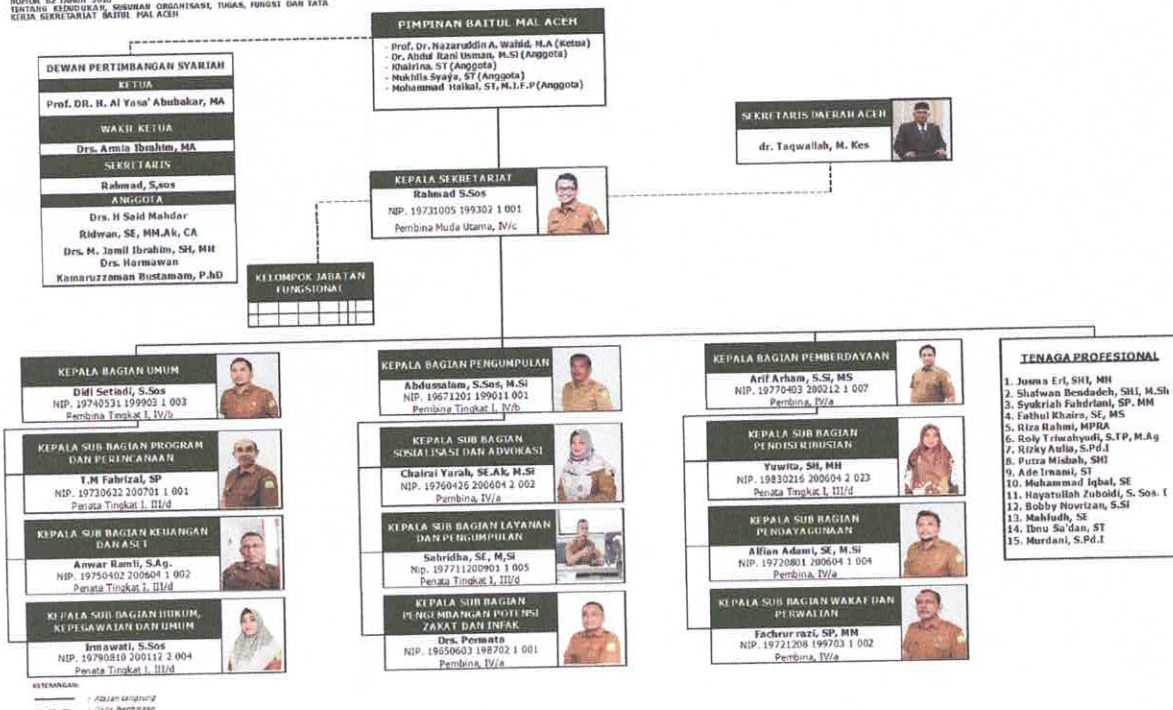 NOMOR 62 TAHUN 2018
TENTANG KEDUDUKAN, SUSUNAN ORGANISASI, TUGAS, FUNGSI DAN TATA
KERJA SEKRETARIAT BAITUL MAL ACEH
PIMPINAN BAITUL MAL ACEH
- Prof. Dr. Nazaruddin A. Wahid, M.A (Ketua)
- Dr. Abdul Rani Usman, M.SI (Anggota)
- Khairina, ST (Anggota)
- Mukhlis Syaya, ST (Anggota)
- Mohammad Haikal, ST, M.I.F.P (Anggota)
DEWAN PERTIMBANGAN SYARIAH
KETUA
Prof. DR. H. Al Yasa' Abubakar, MA
WAKIL KETUA
Drs. Armia Ibrahim, MA
SEKRETARIS
Rahmad, S,sos
ANGGOTA
Drs. H Said Mahdar
Ridwan, SE, MM.Ak, CA
Drs. M. Jamil Ibrahim, SH, MH
Drs. Harmawan
Kamaruzzaman Bustamam, P.hD
SEKRETARIS DAERAH ACEH
dr. Taqwallah, M. Kes
KEPALA SEKRETARIAT
Rahmad S.Sos
NIP. 19731005 199302 1 001
Pembina Muda Utama, IV/c
KELOMPOK JABATAN
FUNGSIONAL
KEPALA BAGIAN UMUM
Didi Setiadi, S.Sos
NIP. 19740531 199903 1 003
Pembina Tingkat I, IV/b
KEPALA SUB BAGIAN PROGRAM
DAN PERENCANAAN
T.M Fahrizal, SP
NIP. 19730622 200701 1 001
Penata Tingkat I, III/d
KEPALA SUB BAGIAN KEUANGAN
DAN ASET
Anwar Ramli, S.Ag.
NIP. 19750402 200604 1 002
Penata Tingkat I, III/d
KEPALA SUB BAGIAN HUKUM,
KEPEGAWAIAN DAN UMUM
Irmawati, S.Sos
NIP. 19790810 200112 2 004
Penata Tingkat I, III/d
KEPALA BAGIAN PENGUMPULAN
Abdussalam, S.Sos, M.Si
NIP. 19671201 199011 001
Pembina Tingkat I, IV/b
KEPALA SUB BAGIAN
SOSIALISASI DAN ADVOKASI
Chairai Yarah, SE.Ak, M.Si
NIP. 19760426 200604 2 002
Pembina, IV/a
KEPALA SUB BAGIAN LAYANAN
DAN PENGUMPULAN
Sahridha, SE, M,Si
NIP. 197711200901 1 005
Penata Tingkat I, III/d
KEPALA SUB BAGIAN
PENGEMBANGAN POTENSI
ZAKAT DAN INFAK
Drs. Permata
NIP. 19650603 198702 1 001
Pembina, IV/a
KEPALA BAGIAN PEMBERDAYAAN
Arif Arham, S.Si, MS
NIP. 19770403 200212 1 007
Pembina, IV/a
KEPALA SUB BAGIAN
PENDISTRIBUSIAN
Yuwita, SH, MH
NIP. 19830216 200604 2 023
Penata Tingkat I, III/d
KEPALA SUB BAGIAN
PENDAYAGUNAAN
Alfian Adami, SE, M.Si
NIP. 19720801 200604 1 004
Pembina, IV/a
KEPALA SUB BAGIAN WAKAF DAN
PERWALIAN
Fachrur razi, SP, MM
NIP. 19721208 199703 1 002
Pembina, IV/a
TENAGA PROFESIONAL
1. Jusma Eri, SHI, MH
2. Shafwan Bendadeh, SHI, M.Sh
3. Syukriah Fahdriani, SP. MM
4. Fathul Khaira, SE, MS
5. Riza Rahmi, MPRA
6. Roly Triwahyudi, S.TP, M.Ag
7. Rizky Aulia, S.Pd.I
8. Putra Misbah, SHI
9. Ade Irnami, ST
10. Muhammad Iqbal, SE
11. Hayatullah Zuboidi, S. Sos. I
12. Bobby Novrizan, S.Si
13. Mahfudh, SE
14. Ibnu Sa'dan, ST
15. Murdani, S.Pd.I
KETERANGAN:
: Atasan Langsung